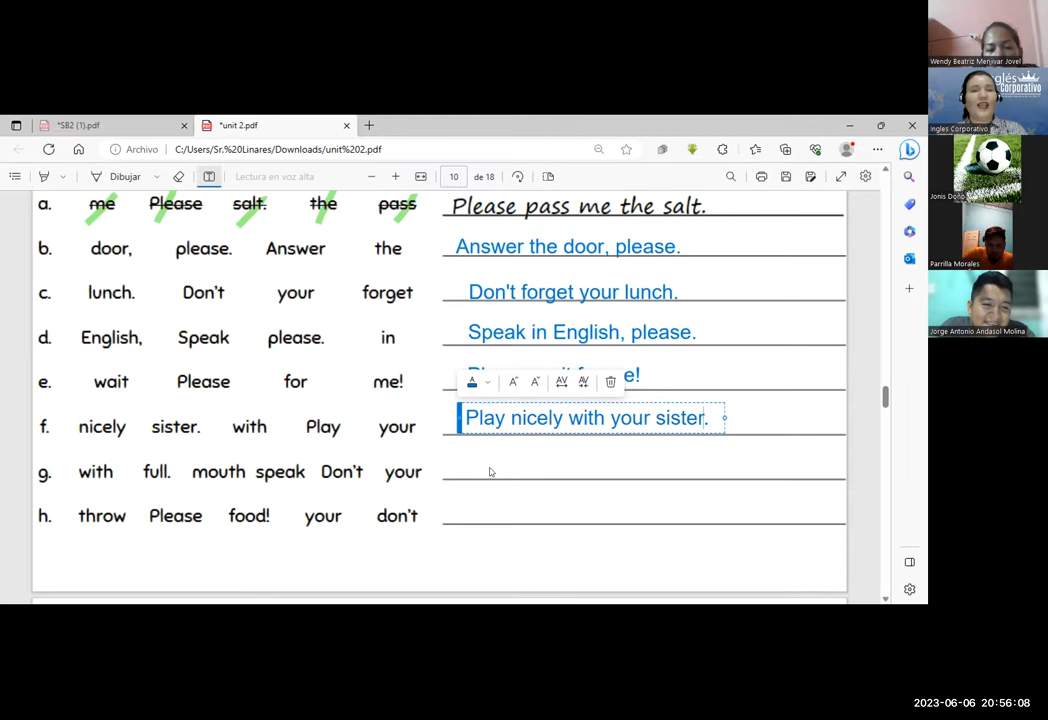 Wendy Beatriz Menjivar Jovel
Inglés Corporativo
Jonis Doño
Parrilla Morales
Jorge Antonio Andasol Molina
*SB2 (1).pdf
*unit 2.pdf
Archivo C:/Users/Sr.%20Linares/Downloads/unit%202.pdf
Dibujar Lectura en voz alta 10 de 18
a. me Please salt. the pass Please pass me the salt.
b. door, please. Answer the Answer the door, please.
c. lunch. Don't your forget Don't forget your lunch.
d. English, Speak please. in Speak in English, please.
e. wait Please for me! e!
f. nicely sister. with Play your Play nicely with your sister.
g. with full. mouth speak Don't your
h. throw Please food! your don't
2023-06-06 20:56:08